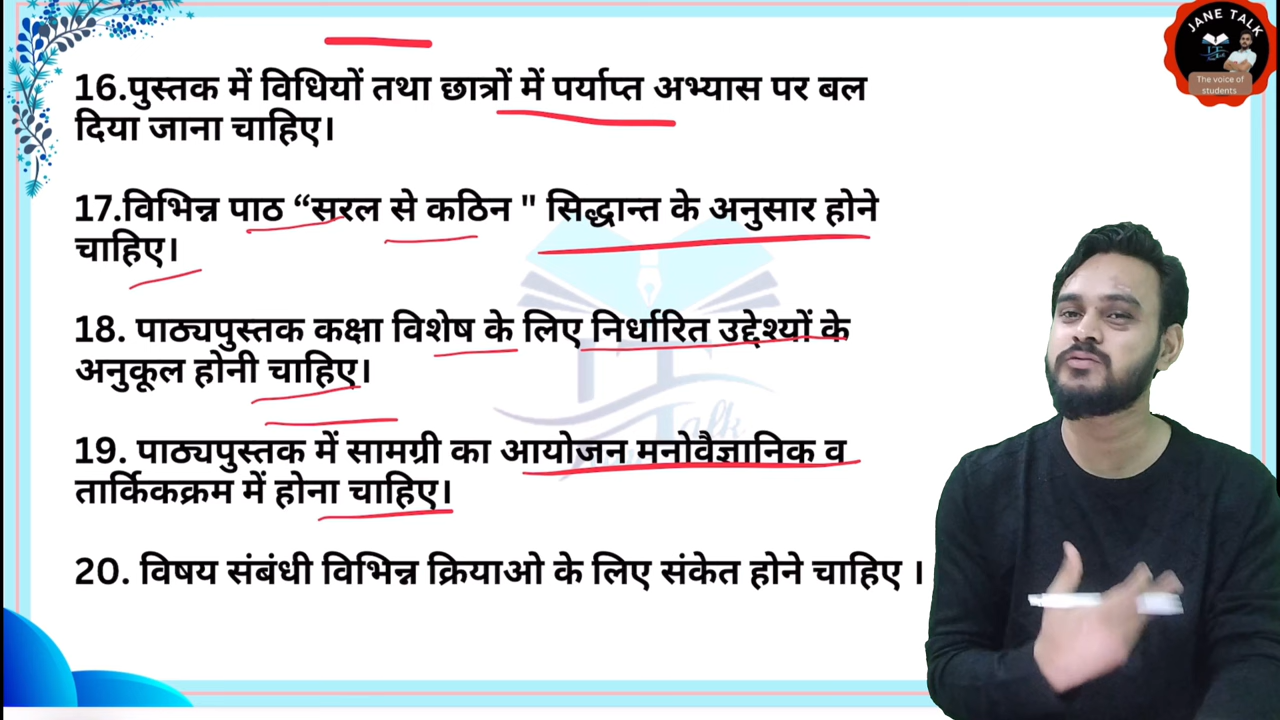 JANE TALK
The voice of
students
16.पुस्तक में विधियों तथा छात्रों में पर्याप्त अभ्यास पर बल
दिया जाना चाहिए।
17.विभिन्न पाठ “सरल से कठिन " सिद्धान्त के अनुसार होने
चाहिए।
18. पाठ्यपुस्तक कक्षा विशेष के लिए निर्धारित उद्देश्यों के
अनुकूल होनी चाहिए।
19. पाठ्यपुस्तक में सामग्री का आयोजन मनोवैज्ञानिक व
तार्किकक्रम में होना चाहिए।
20. विषय संबंधी विभिन्न क्रियाओ के लिए संकेत होने चाहिए ।